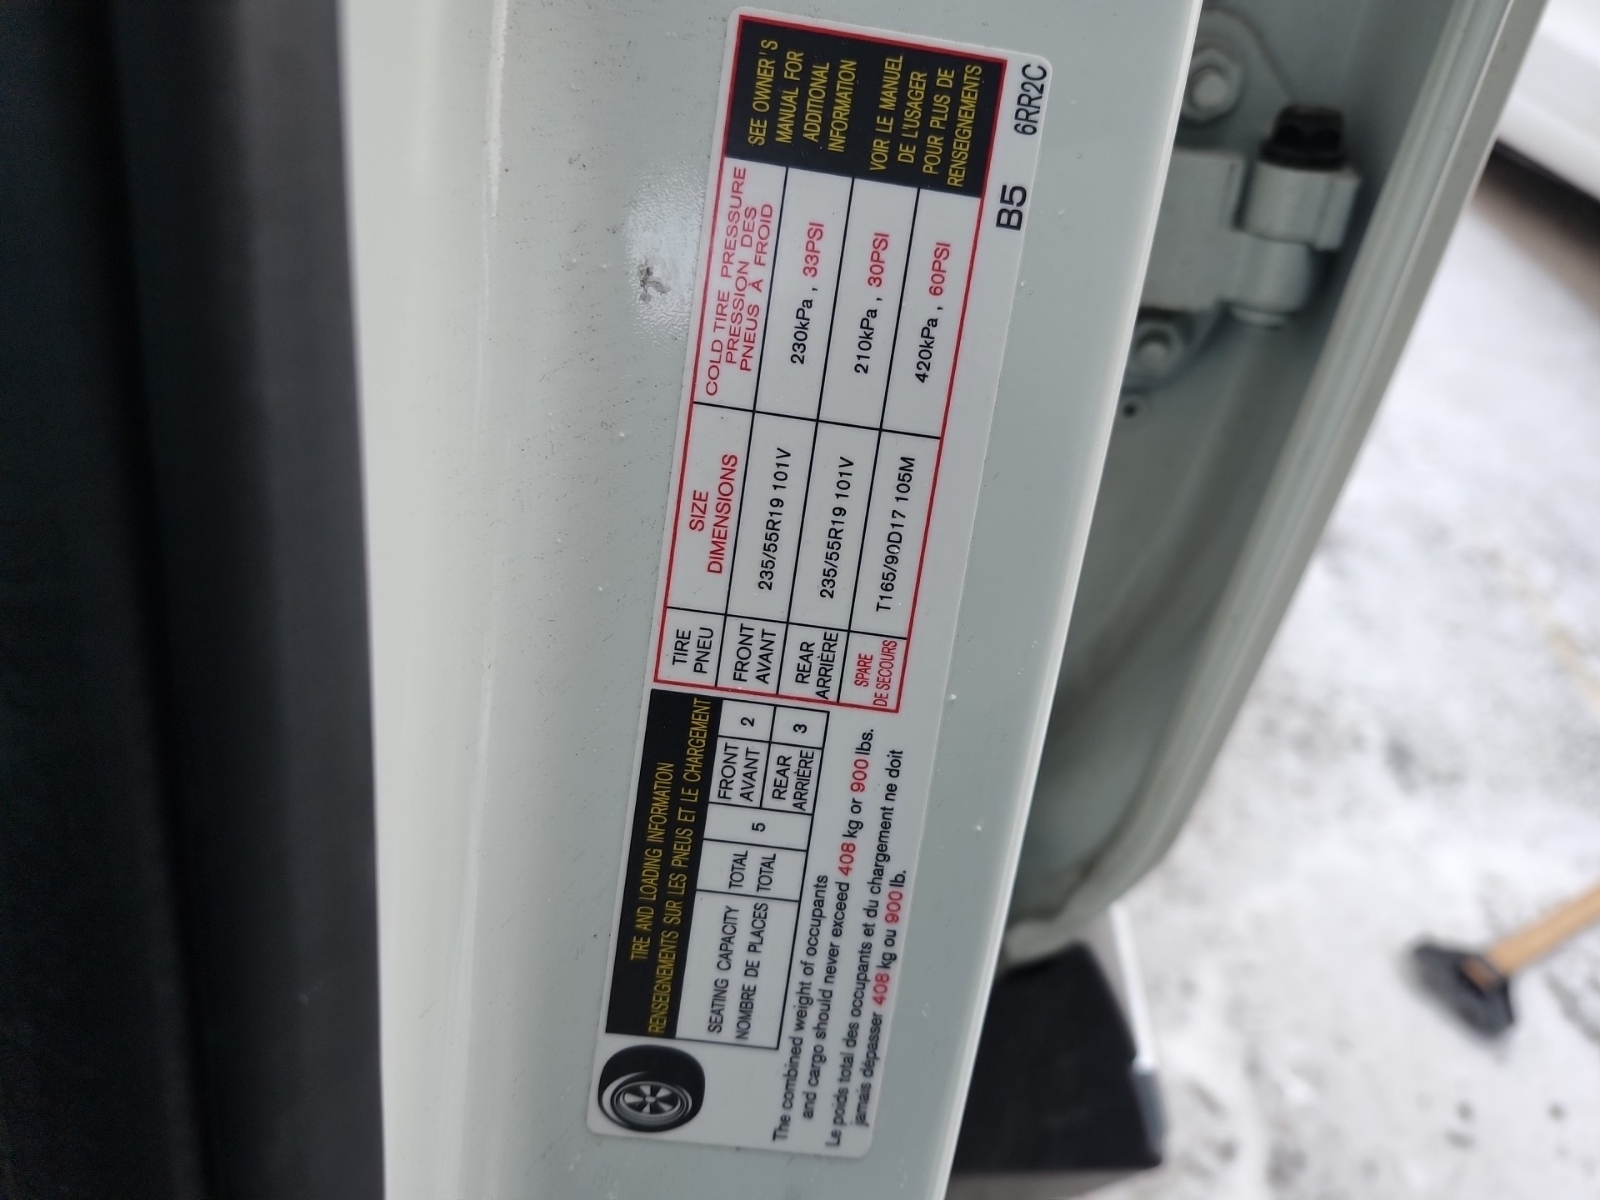 TIRE AND LOADING INFORMATION
RENSEIGNEMENTS SUR LES PNEUS ET LE CHARGEMENT
SEATING CAPACITY
NOMBRE DE PLACES
TOTAL
TOTAL
5
FRONT
AVANT
2
REAR
ARRIÈRE
3
The combined weight of occupants
and cargo should never exceed 408 kg or 900 lbs.
Le poids total des occupants et du chargement ne doit
jamais dépasser 408 kg ou 900 lb.
TIRE
PNEU
SIZE
DIMENSIONS
COLD TIRE PRESSURE
PRESSION DES
PNEUS À FROID
FRONT
AVANT
235/55R19 101V
230kPa, 33PSI
REAR
ARRIÈRE
235/55R19 101V
210kPa, 30PSI
SPARE
DE SECOURS
T165/90D17 105M
420kPa, 60PSI
SEE OWNER'S
MANUAL FOR
ADDITIONAL
INFORMATION
VOIR LE MANUEL
DE L'USAGER
POUR PLUS DE
RENSEIGNEMENTS
B5 6RR2C